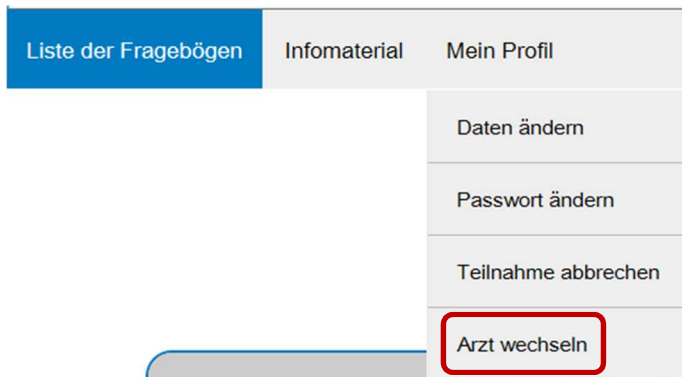 Liste der Fragebögen Infomaterial Mein Profil
Daten ändern
Passwort ändern
Teilnahme abbrechen
Arzt wechseln